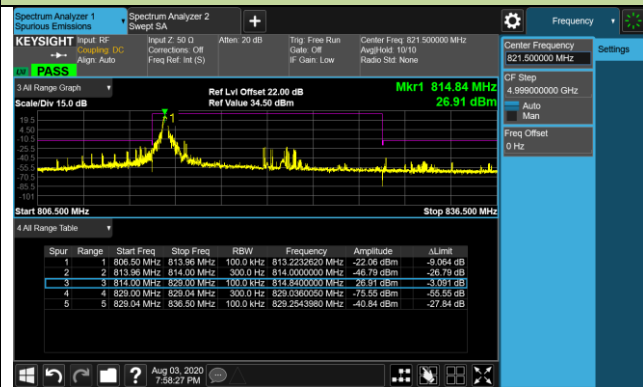 Spectrum Analyzer 1
Spurious Emissions
Spectrum Analyzer 2
Swept SA
Frequency
KEYSIGHT
Input: RF
Coupling: DC
Align: Auto
Input Z: 50 Ω
Corrections: Off
Freq Ref: Int (S)
Atten: 20 dB
Trig: Free Run
Gate: Off
IF Gain: Low
Center Freq: 821.500000 MHz
Avg|Hold: 10/10
Radio Std: None
PASS
Center Frequency
821.500000 MHz
Settings
CF Step
4.999000000 GHz
Auto
Man
Freq Offset
0 Hz
3 All Range Graph
Scale/Div 15.0 dB
Ref Lvl Offset 22.00 dB
Ref Value 34.50 dBm
Mkr1 814.84 MHz
26.91 dBm
1
19.5
4.50
-10.5
-25.5
-40.5
-55.5
-70.5
-85.5
-101
Start 806.500 MHz
Stop 836.500 MHz
4 All Range Table
Spur Range Start Freq Stop Freq RBW Frequency Amplitude ΔLimit
1 1 806.50 MHz 813.96 MHz 100.0 kHz 813.2232620 MHz -22.06 dBm -9.064 dB
2 2 813.96 MHz 814.00 MHz 300.0 Hz 814.0000000 MHz -46.79 dBm -26.79 dB
3 3 814.00 MHz 829.00 MHz 100.0 kHz 814.8400000 MHz 26.91 dBm -3.091 dB
4 4 829.00 MHz 829.04 MHz 300.0 Hz 829.0360050 MHz -75.55 dBm -55.55 dB
5 5 829.04 MHz 836.50 MHz 100.0 kHz 829.2543980 MHz -40.84 dBm -27.84 dB
?
Aug 03, 2020
7:58:27 PM